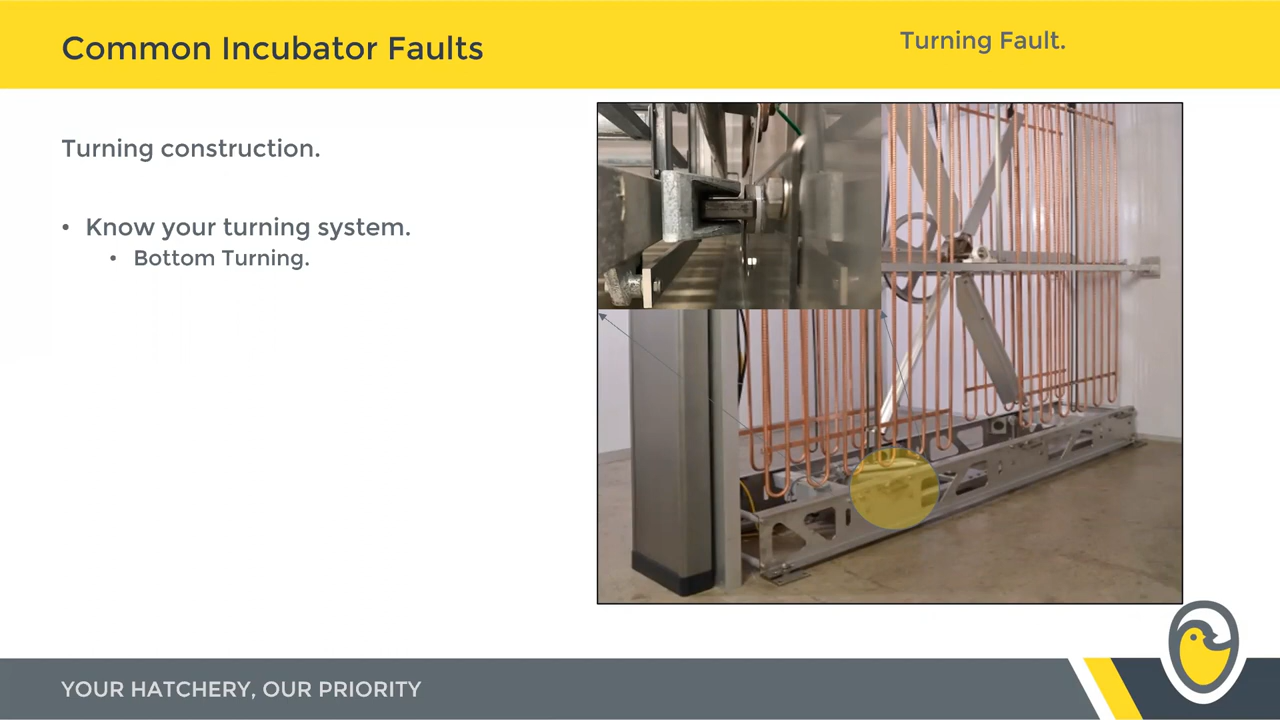 Common Incubator Faults
Turning Fault.
Turning construction.
• Know your turning system.
• Bottom Turning.
YOUR HATCHERY, OUR PRIORITY